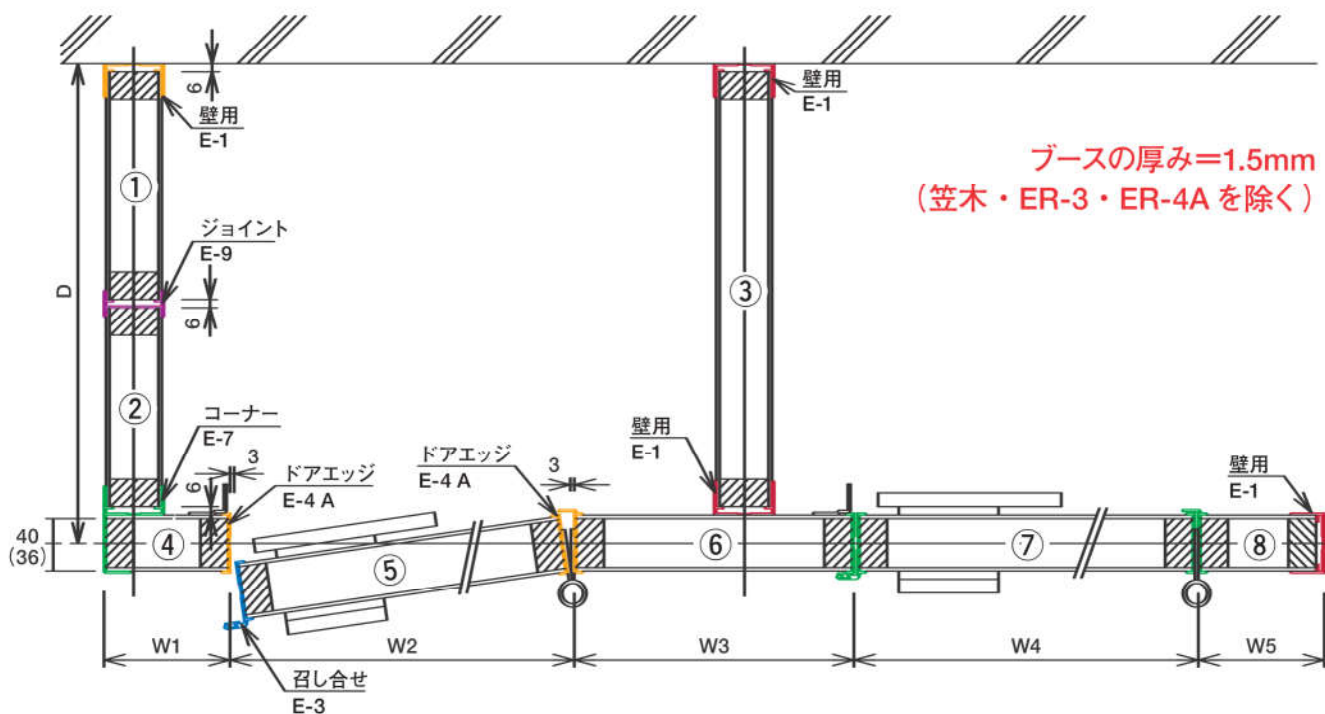 6
壁用
E-1
壁用
E-1
ブースの厚み=1.5mm
(笠木・ER-3・ER-4A を除く)
①
ジョイント
E-9
D
6
③
②
コーナー
E-7
6
3
ドアエッジ
E-4 A
ドアエッジ
E-4 A
3
壁用
E-1
壁用
E-1
40
(36)
④
⑤
⑥
⑦
⑧
W1
W2
W3
W4
W5
召し合せ
E-3